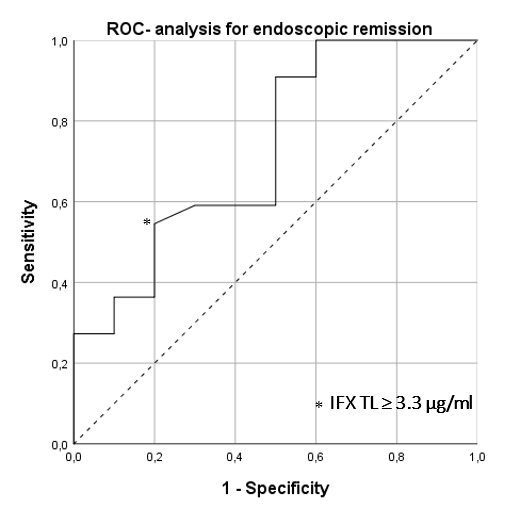 ROC- analysis for endoscopic remission
1,0
0,8
0,6
0,4
0,2
0,0
Sensitivity
*
* IFX TL ≥ 3.3 µg/ml
0,0 0,2 0,4 0,6 0,8 1,0
1 - Specificity